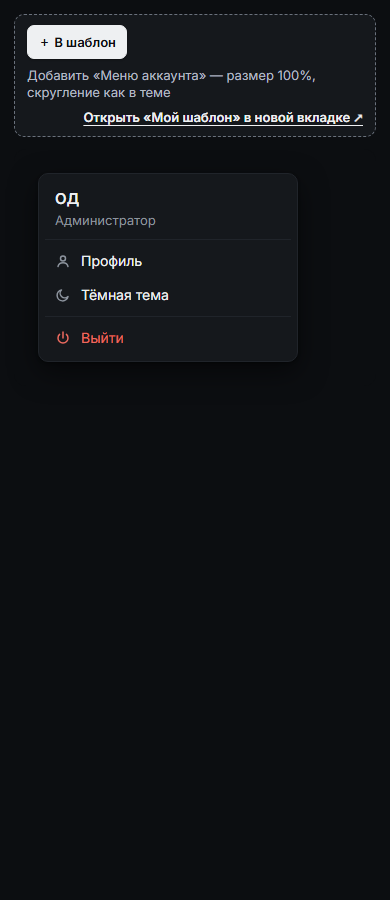 + В шаблон
Добавить «Меню аккаунта» — размер 100%,
скругление как в теме
Открыть «Мой шаблон» в новой вкладке ↗
ОД
Администратор
Профиль
Тёмная тема
Выйти